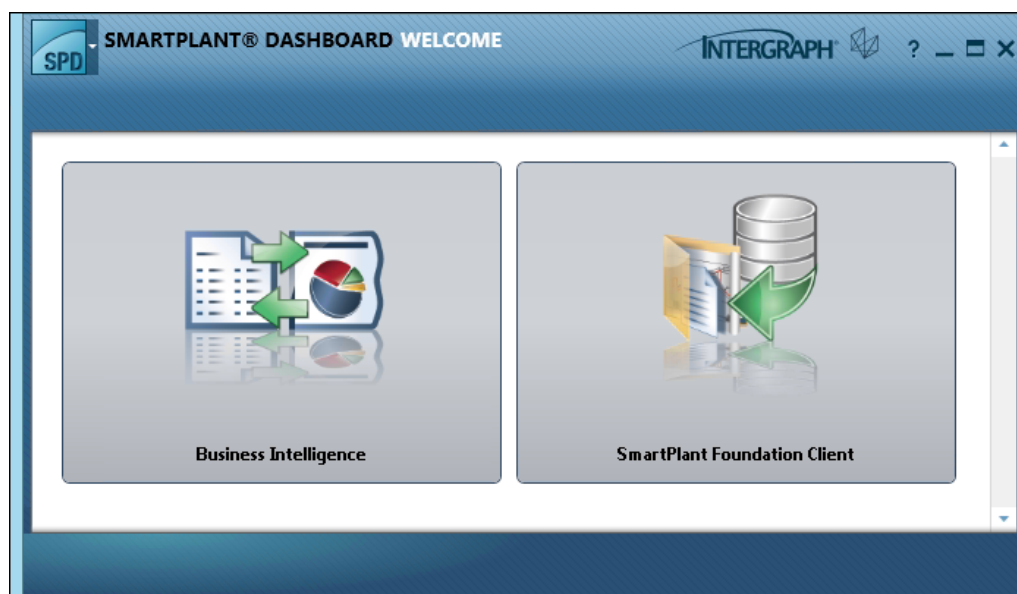 SPD
SMARTPLANT® DASHBOARD WELCOME
INTERGRAPH
?
Business Intelligence
SmartPlant Foundation Client